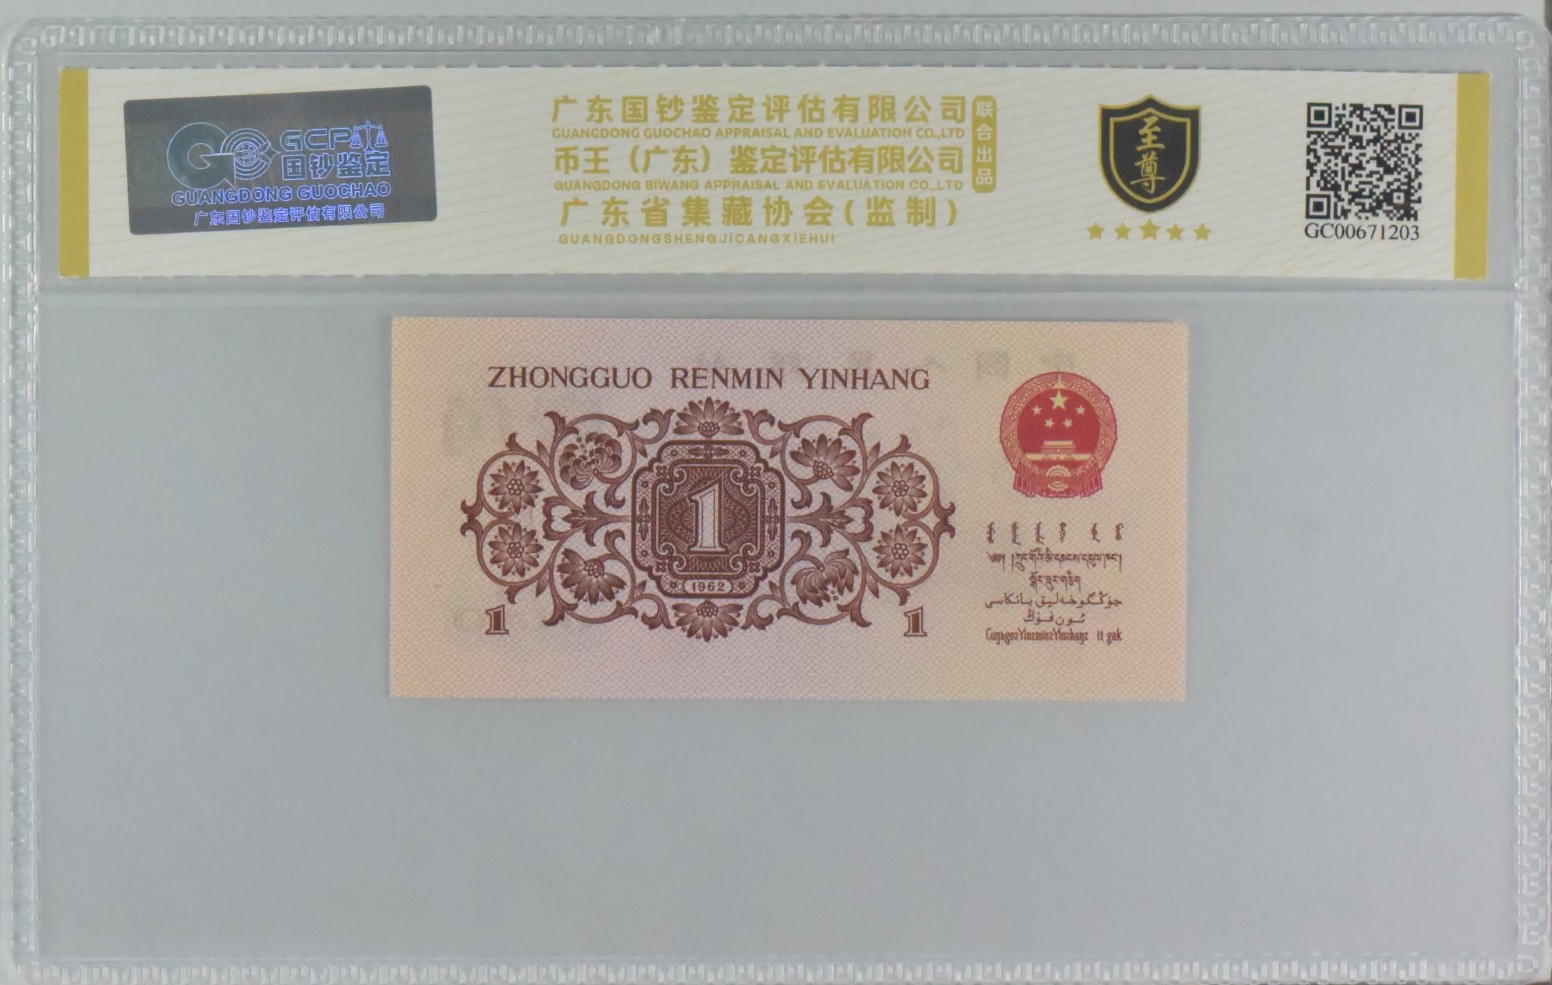 GCP
国钞鉴定
GUANGDONG GUOCHAO
广东国钞鉴定评估有限公司
广东国钞鉴定评估有限公司
GUANGDONG GUOCHAO APPRAISAL AND EVALUATION CO.,LTD
币王（广东）鉴定评估有限公司
GUANGDONG BIWANG APPRAISAL AND EVALUATION CO.,LTD
广东省集藏协会(监制)
GUANGDONGSHENGJICANGXIEHUI
联合出品
至尊
GC00671203
ZHONGGUO RENMIN YINHANG
1
1962
1
1
جۇڭگوخەلىق بانكاسى